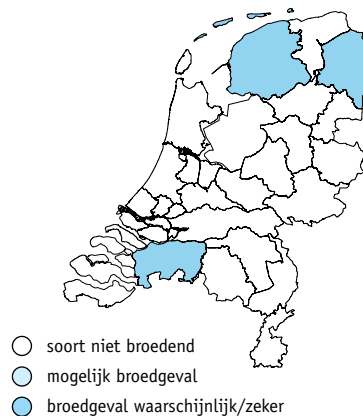 soort niet broedend
mogelijk broedgeval
broedgeval waarschijnlijk/zeker